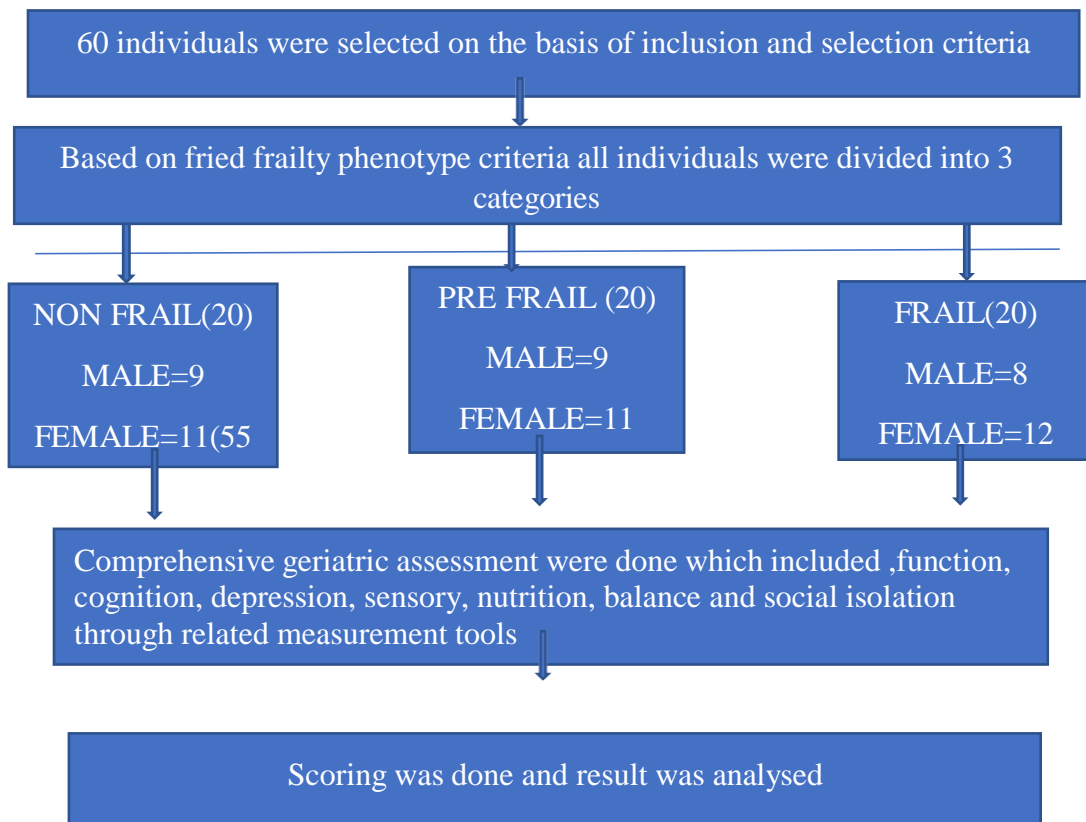 60 individuals were selected on the basis of inclusion and selection criteria
Based on fried frailty phenotype criteria all individuals were divided into 3
categories
NON FRAIL(20)
MALE=9
FEMALE=11(55
PRE FRAIL (20)
MALE=9
FEMALE=11
FRAIL(20)
MALE=8
FEMALE=12
Comprehensive geriatric assessment were done which included ,function,
cognition, depression, sensory, nutrition, balance and social isolation
through related measurement tools
Scoring was done and result was analysed